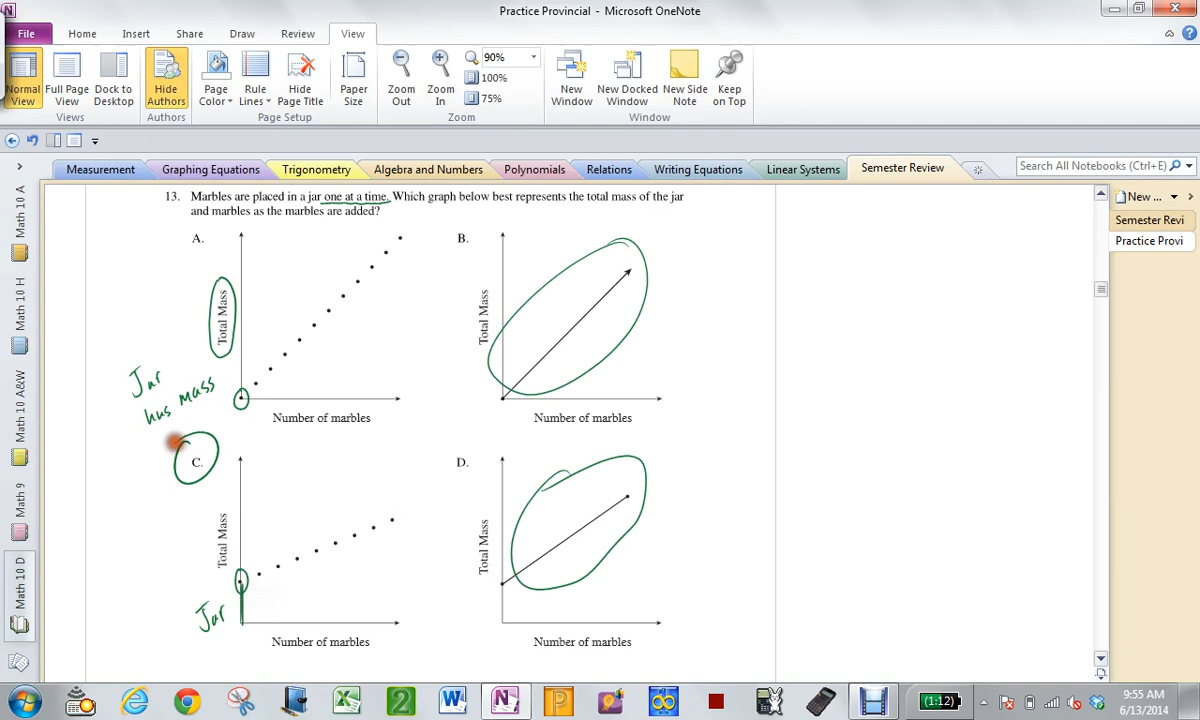 Practice Provincial - Microsoft OneNote
File
Home
Insert
Share
Draw
Review
View
Normal View
Full Page View
Dock to Desktop
Views
Hide Authors
Authors
Page Color
Rule Lines
Hide Page Title
Paper Size
Page Setup
Zoom Out
Zoom In
90%
100%
75%
Zoom
New Window
New Docked Window
New Side Note
Keep on Top
Window
Measurement
Graphing Equations
Trigonometry
Algebra and Numbers
Polynomials
Relations
Writing Equations
Linear Systems
Semester Review
Search All Notebooks (Ctrl+E)
Math 10 A
Math 10 H
Math 10 A&W
Math 9
Math 10 D
New ...
Semester Revi
Practice Provi
13. Marbles are placed in a jar one at a time. Which graph below best represents the total mass of the jar
and marbles as the marbles are added?
A.
Total Mass
Number of marbles
B.
Total Mass
Number of marbles
Jar
has mass
C.
Total Mass
Number of marbles
Jar
D.
Total Mass
Number of marbles
(1:12)
9:55 AM
6/13/2014